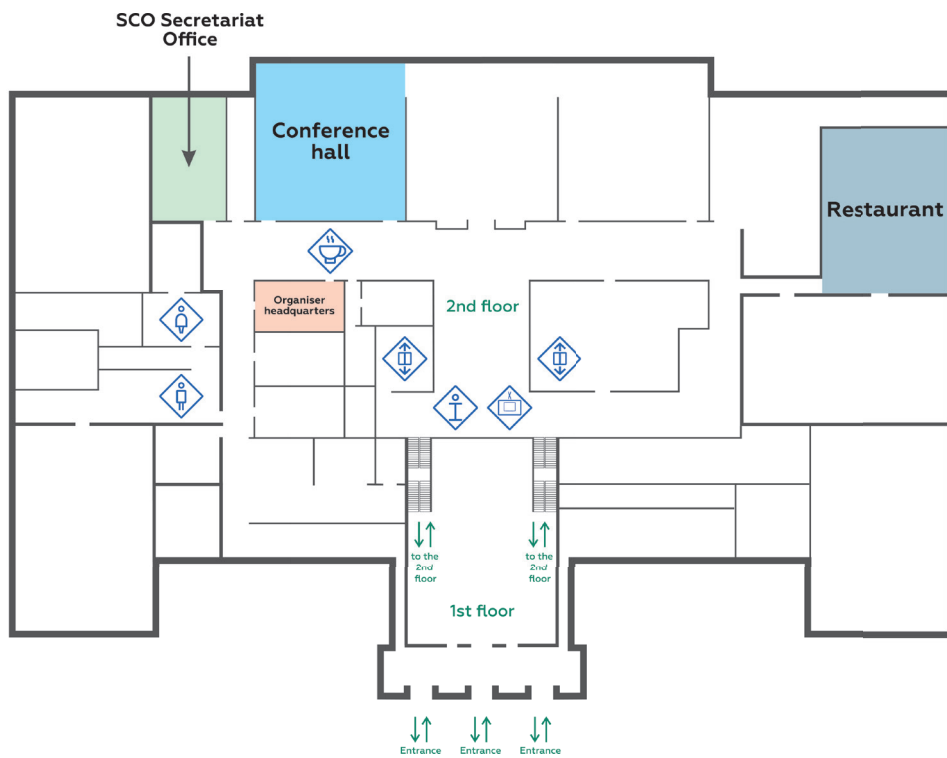 SCO Secretariat
Office
Conference
hall
Restaurant
Organiser
headquarters
2nd floor
to the
2nd
floor
to the
2nd
floor
1st floor
Entrance
Entrance
Entrance